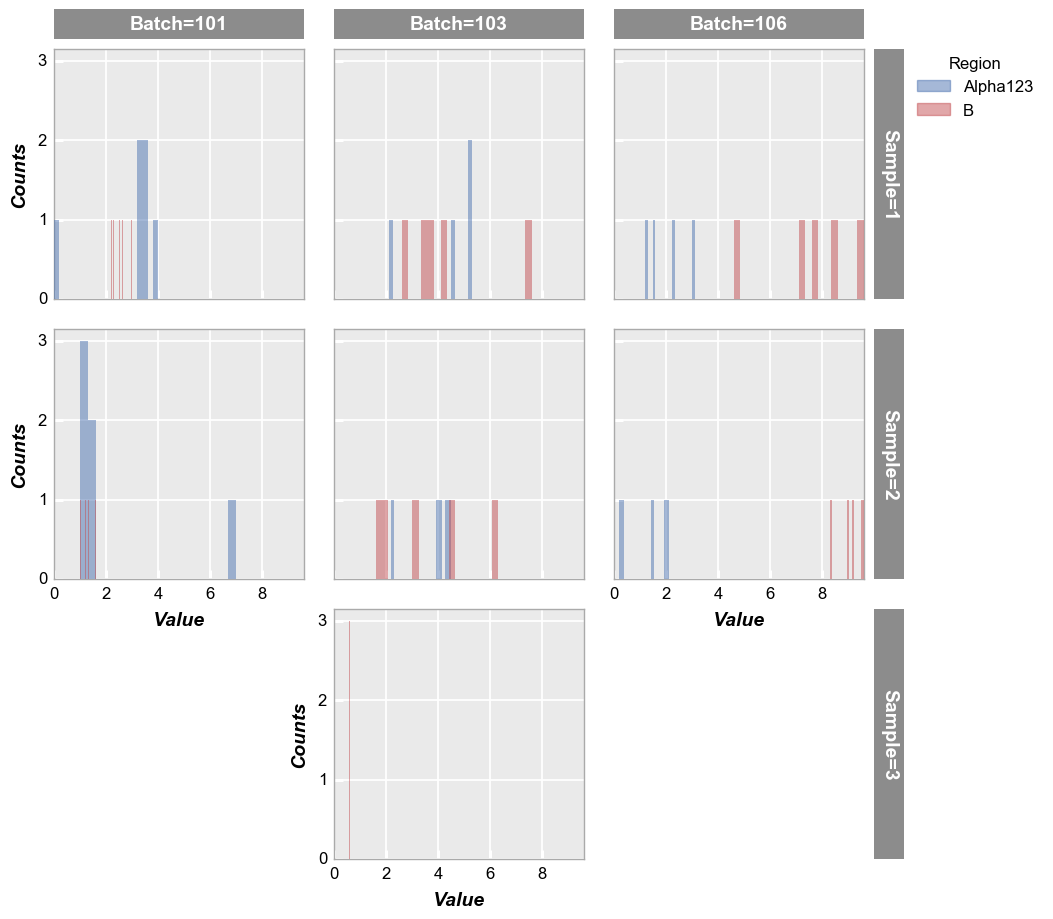 Batch=101 Batch=103 Batch=106
Region
Alpha123
B
3
2
1
0
Counts
Sample=1
3
2
1
0
Counts
0 2 4 6 8
Value
0 2 4 6 8
Value
Sample=2
3
2
1
0
Counts
0 2 4 6 8
Value
Sample=3